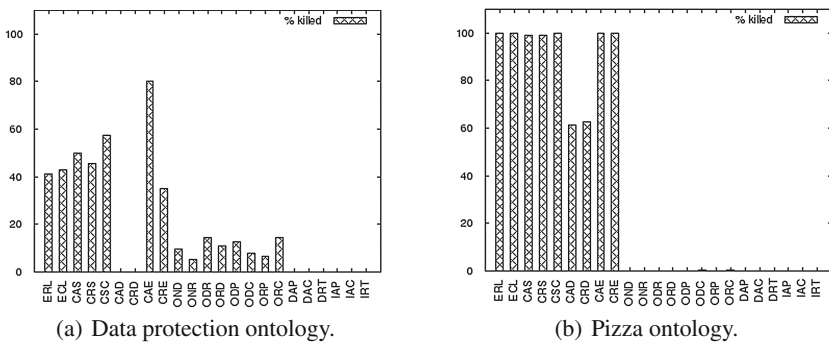 % killed
100
80
60
40
20
0
ERL
ECL
CAS
CRS
CSC
CAD
CRD
CAE
CRE
OND
ONR
ODR
ORD
ODP
ODC
ORP
ORC
DAP
DAC
DRT
IAP
IAC
IRT
(a) Data protection ontology.
% killed
100
80
60
40
20
0
ERL
ECL
CAS
CRS
CSC
CAD
CRD
CAE
CRE
OND
ONR
ODR
ORD
ODP
ODC
ORP
ORC
DAP
DAC
DRT
IAP
IAC
IRT
(b) Pizza ontology.